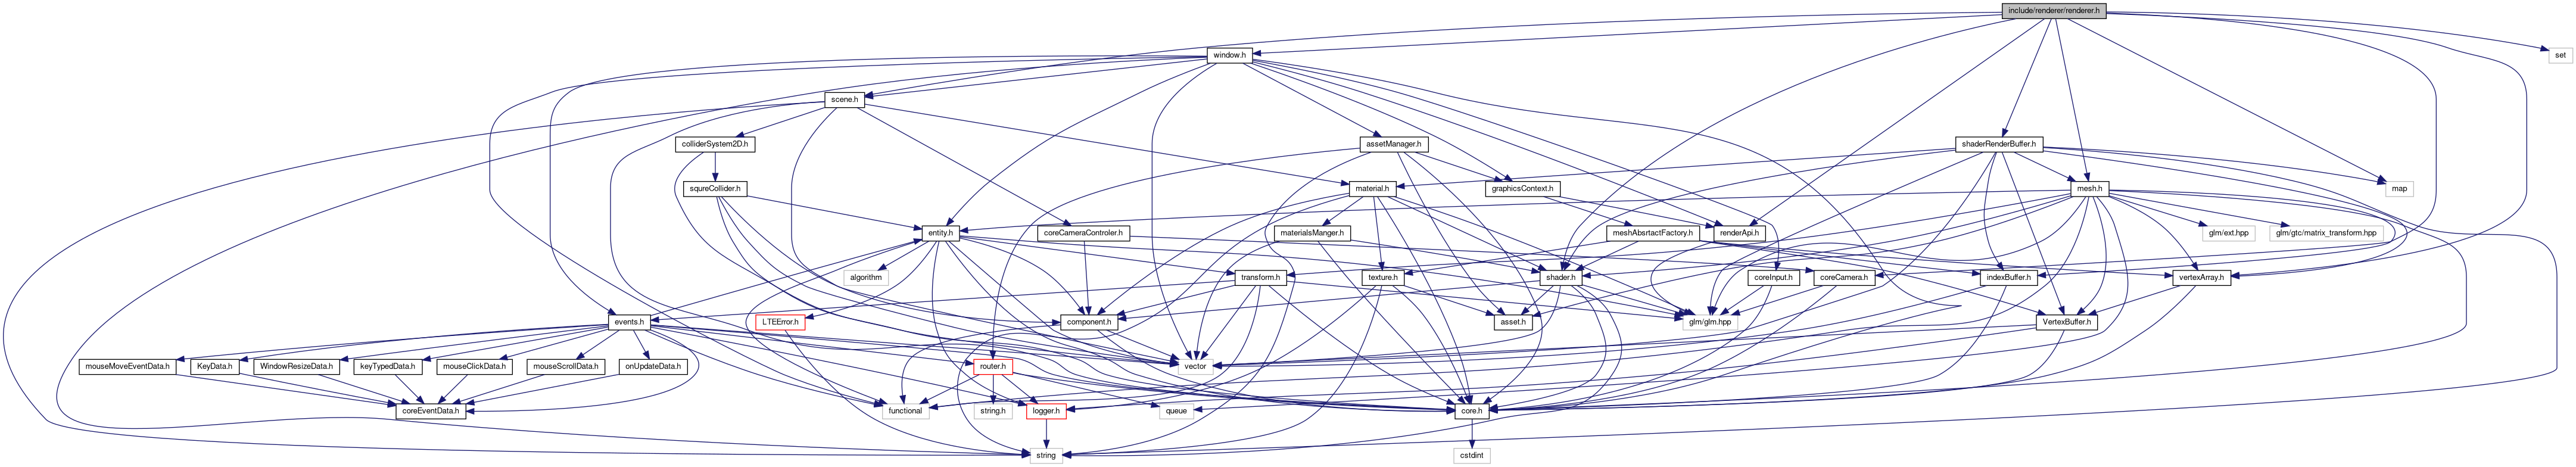 include/renderer/renderer.h
window.h
set
scene.h
colliderSystem2D.h
assetManager.h
shaderRenderBuffer.h
squreCollider.h
material.h
graphicsContext.h
mesh.h
map
entity.h
coreCameraControler.h
materialsManger.h
meshAbsrtactFactory.h
renderApi.h
glm/ext.hpp
glm/gtc/matrix_transform.hpp
algorithm
transform.h
texture.h
shader.h
coreInput.h
coreCamera.h
indexBuffer.h
vertexArray.h
events.h
LTEError.h
component.h
asset.h
glm/glm.hpp
VertexBuffer.h
mouseMoveEventData.h
KeyData.h
WindowResizeData.h
keyTypedData.h
mouseClickData.h
mouseScrollData.h
onUpdateData.h
router.h
vector
coreEventData.h
functional
string.h
logger.h
queue
core.h
string
cstdint